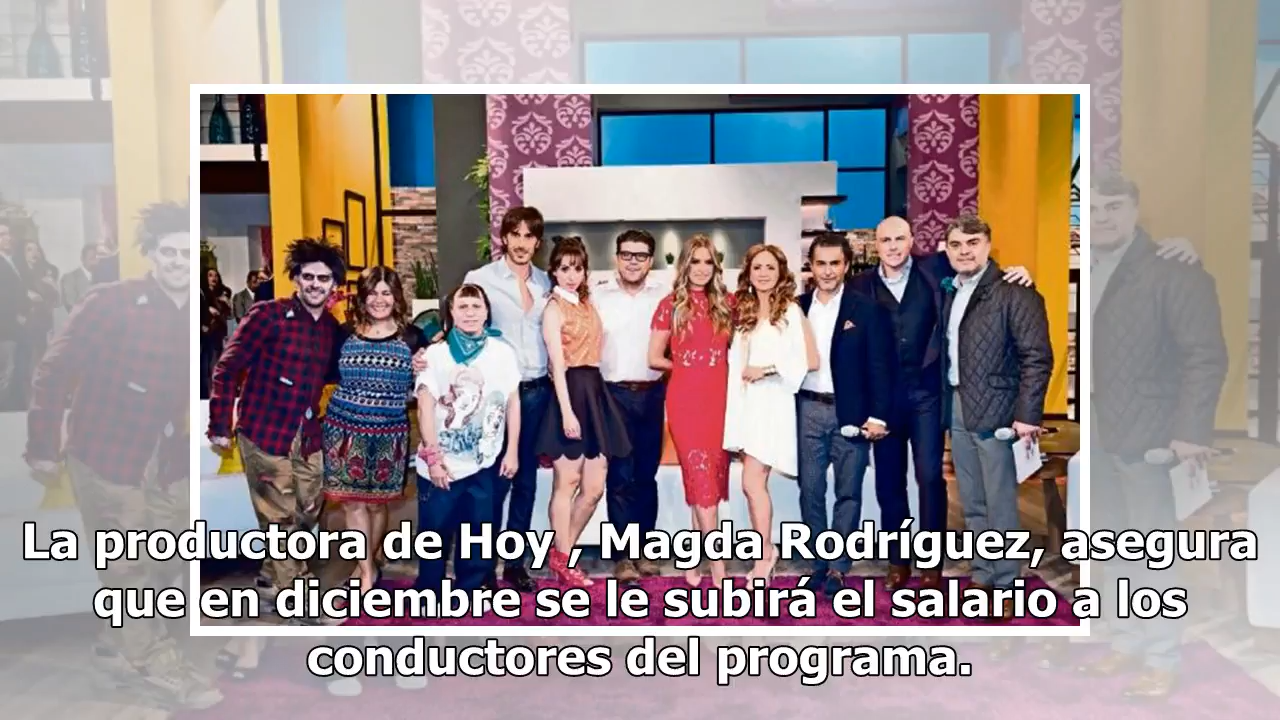 La productora de Hoy , Magda Rodríguez, asegura
que en diciembre se le subirá el salario a los
conductores del programa.